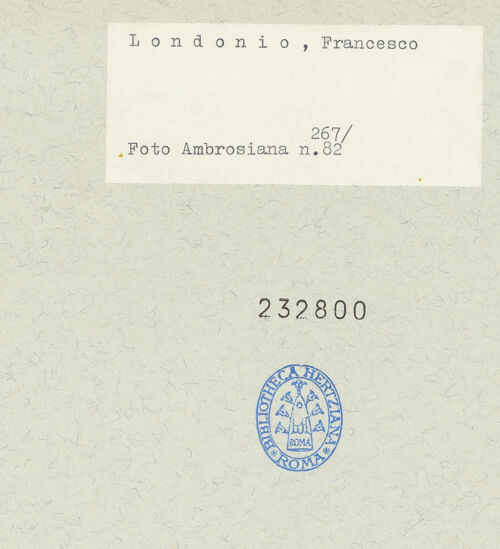 L o n d o n i o , Francesco
267/
Foto Ambrosiana n.82
232800
BIBLIOTHECA HERTZIANA
ROMA
* ROMA *